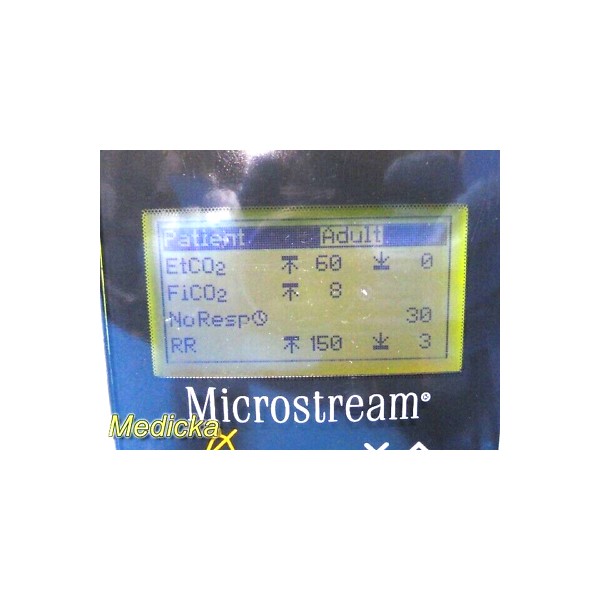 Patient Adult
EtCO₂ 60 0
FiCO₂ 8
NoResp 30
RR 150 3
Microstream®
Medicka